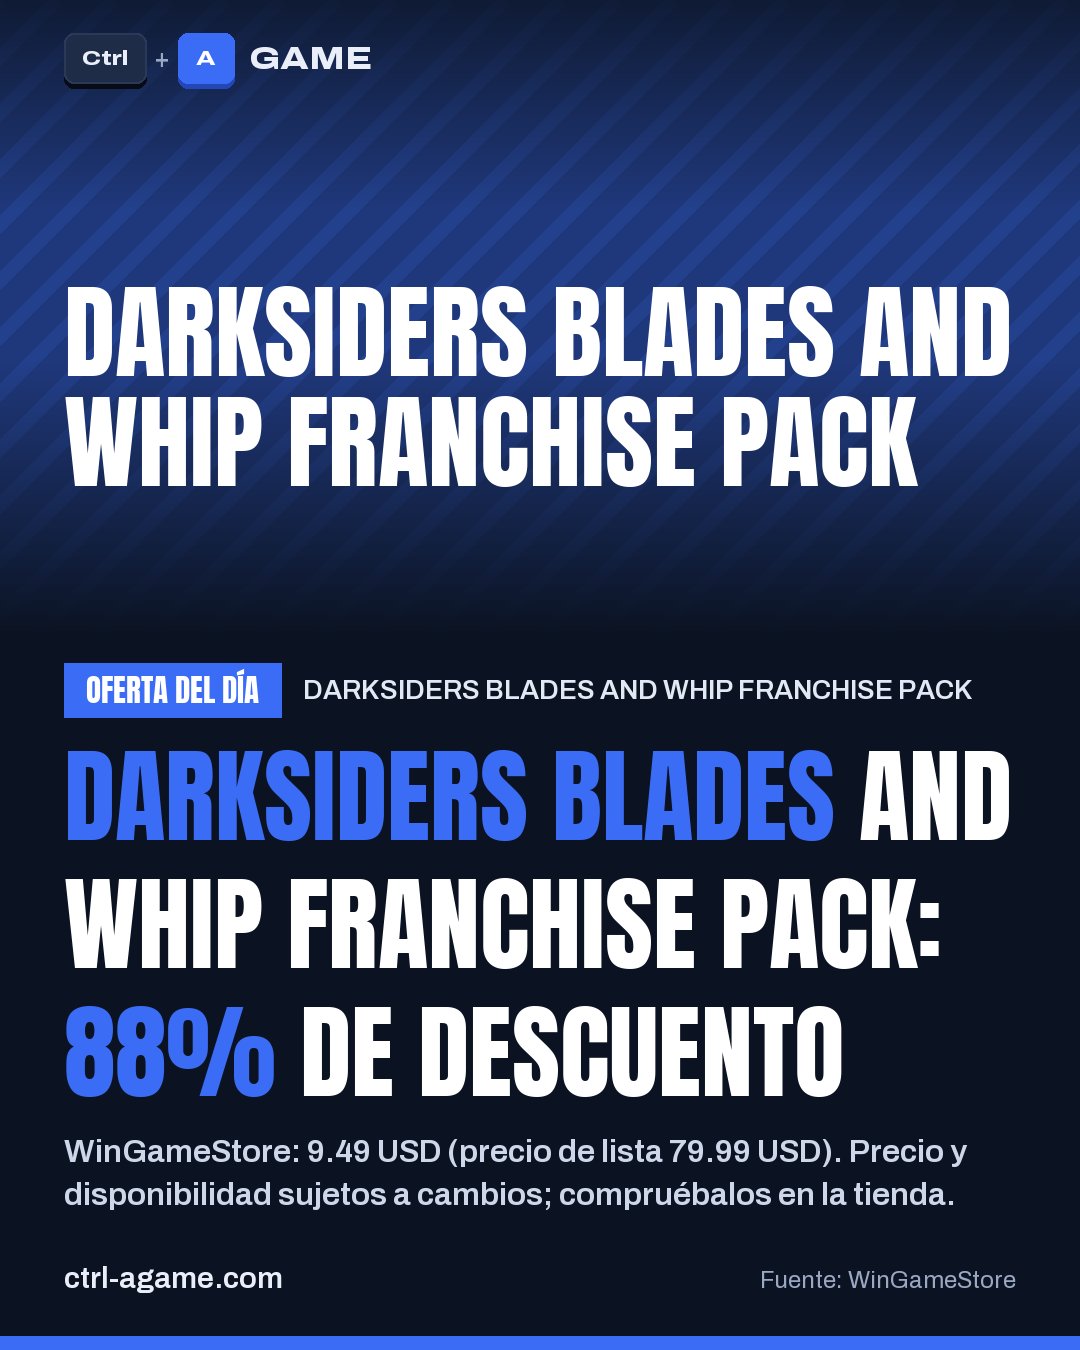 Ctrl + A GAME
DARKSIDERS BLADES AND
WHIP FRANCHISE PACK
OFERTA DEL DÍA DARKSIDERS BLADES AND WHIP FRANCHISE PACK
DARKSIDERS BLADES AND
WHIP FRANCHISE PACK:
88% DE DESCUENTO
WinGameStore: 9.49 USD (precio de lista 79.99 USD). Precio y
disponibilidad sujetos a cambios; compruébalos en la tienda.
ctrl-agame.com Fuente: WinGameStore